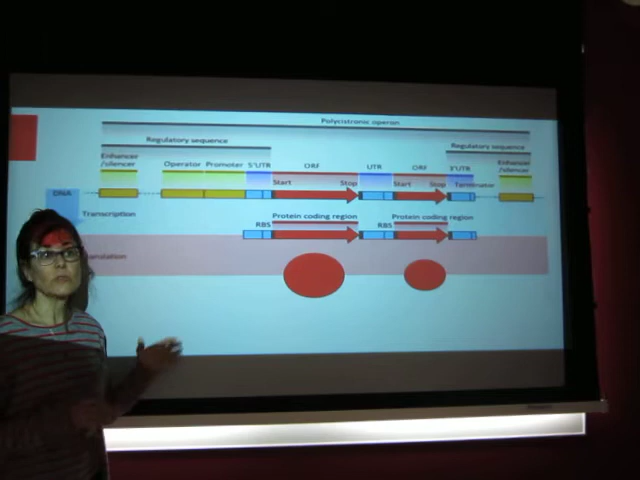 Polycistronic operon
Regulatory sequence
Regulatory sequence
Enhancer
/silencer
Operator Promoter 5'UTR ORF UTR ORF 3'UTR
Enhancer
/silencer
Start Stop Start Stop Terminator
DNA
Transcription
RBS Protein coding region RBS Protein coding region